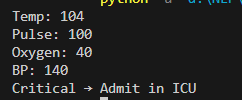 Temp: 104
Pulse: 100
Oxygen: 40
BP: 140
Critical → Admit in ICU